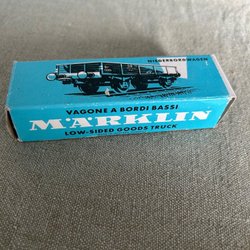 NIEDERBORDWAGEN
VAGONE A BORDI BASSI
MÄRKLIN
LOW-SIDED GOODS TRUCK